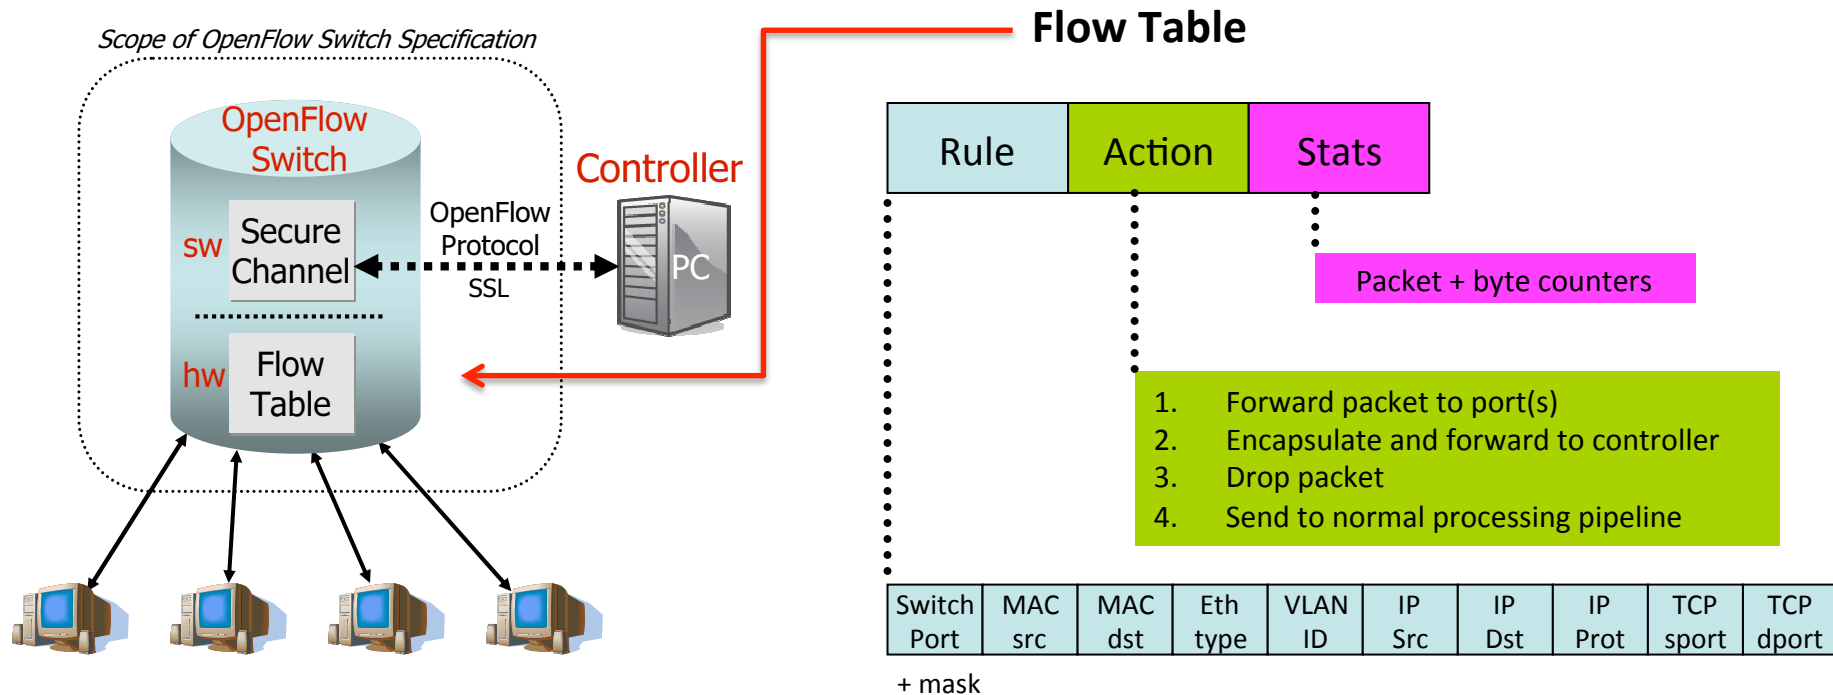 Scope of OpenFlow Switch Specification
OpenFlow
Switch
sw
Secure
Channel
hw
Flow
Table
OpenFlow
Protocol
SSL
Controller
PC
Flow Table
Rule Action Stats
Packet + byte counters
1. Forward packet to port(s)
2. Encapsulate and forward to controller
3. Drop packet
4. Send to normal processing pipeline
Switch MAC MAC Eth VLAN IP IP IP TCP TCP
Port src dst type ID Src Dst Prot sport dport
+ mask